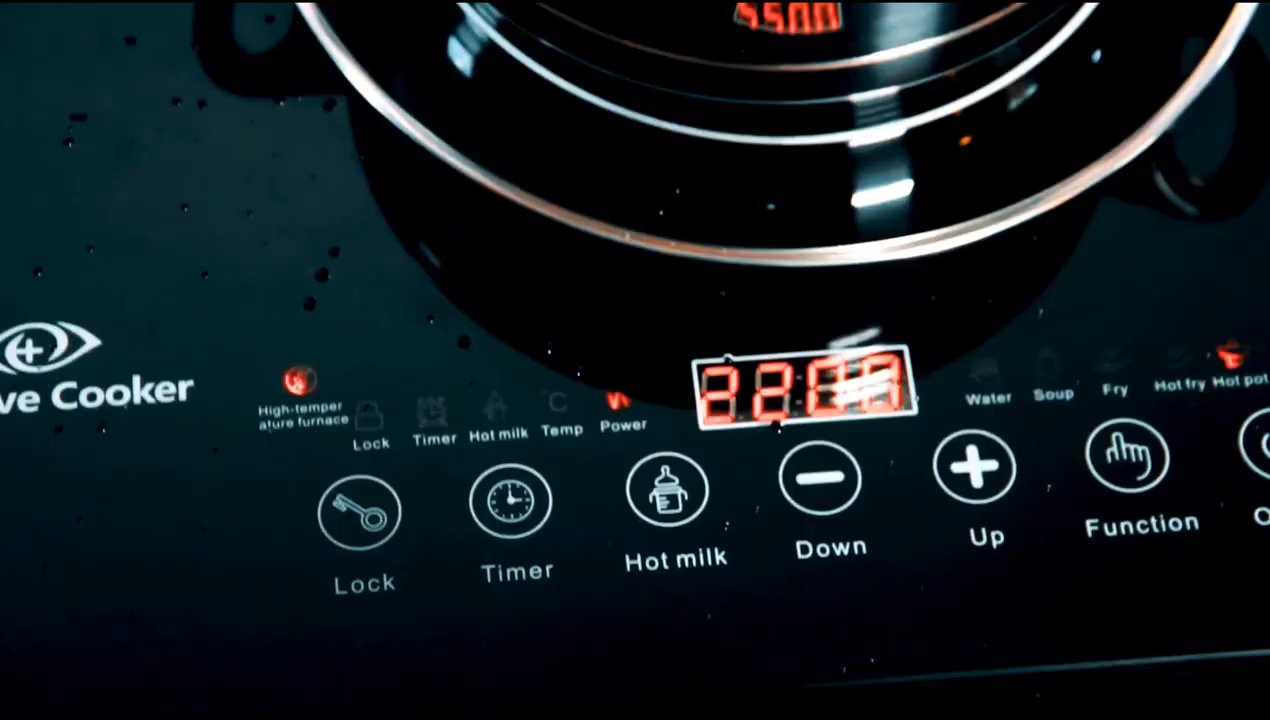 ve Cooker
High-temper
ature furnace
Lock
Timer
Hot milk
Temp
Power
2200
Water
Soup
Fry
Hot fry
Hot pot
Lock
Timer
Hot milk
Down
Up
Function